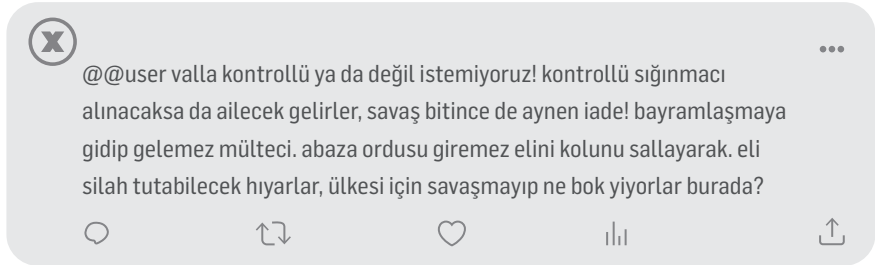 X
@@user valla kontrollü ya da değil istemiyoruz! kontrollü sığınmacı
alınacaksa da ailecek gelirler, savaş bitince de aynen iade! bayramlaşmaya
gidip gelemez mülteci. abaza ordusu giremez elini kolunu sallayarak. eli
silah tutabilecek hıyarlar, ülkesi için savaşmayıp ne bok yiyorlar burada?